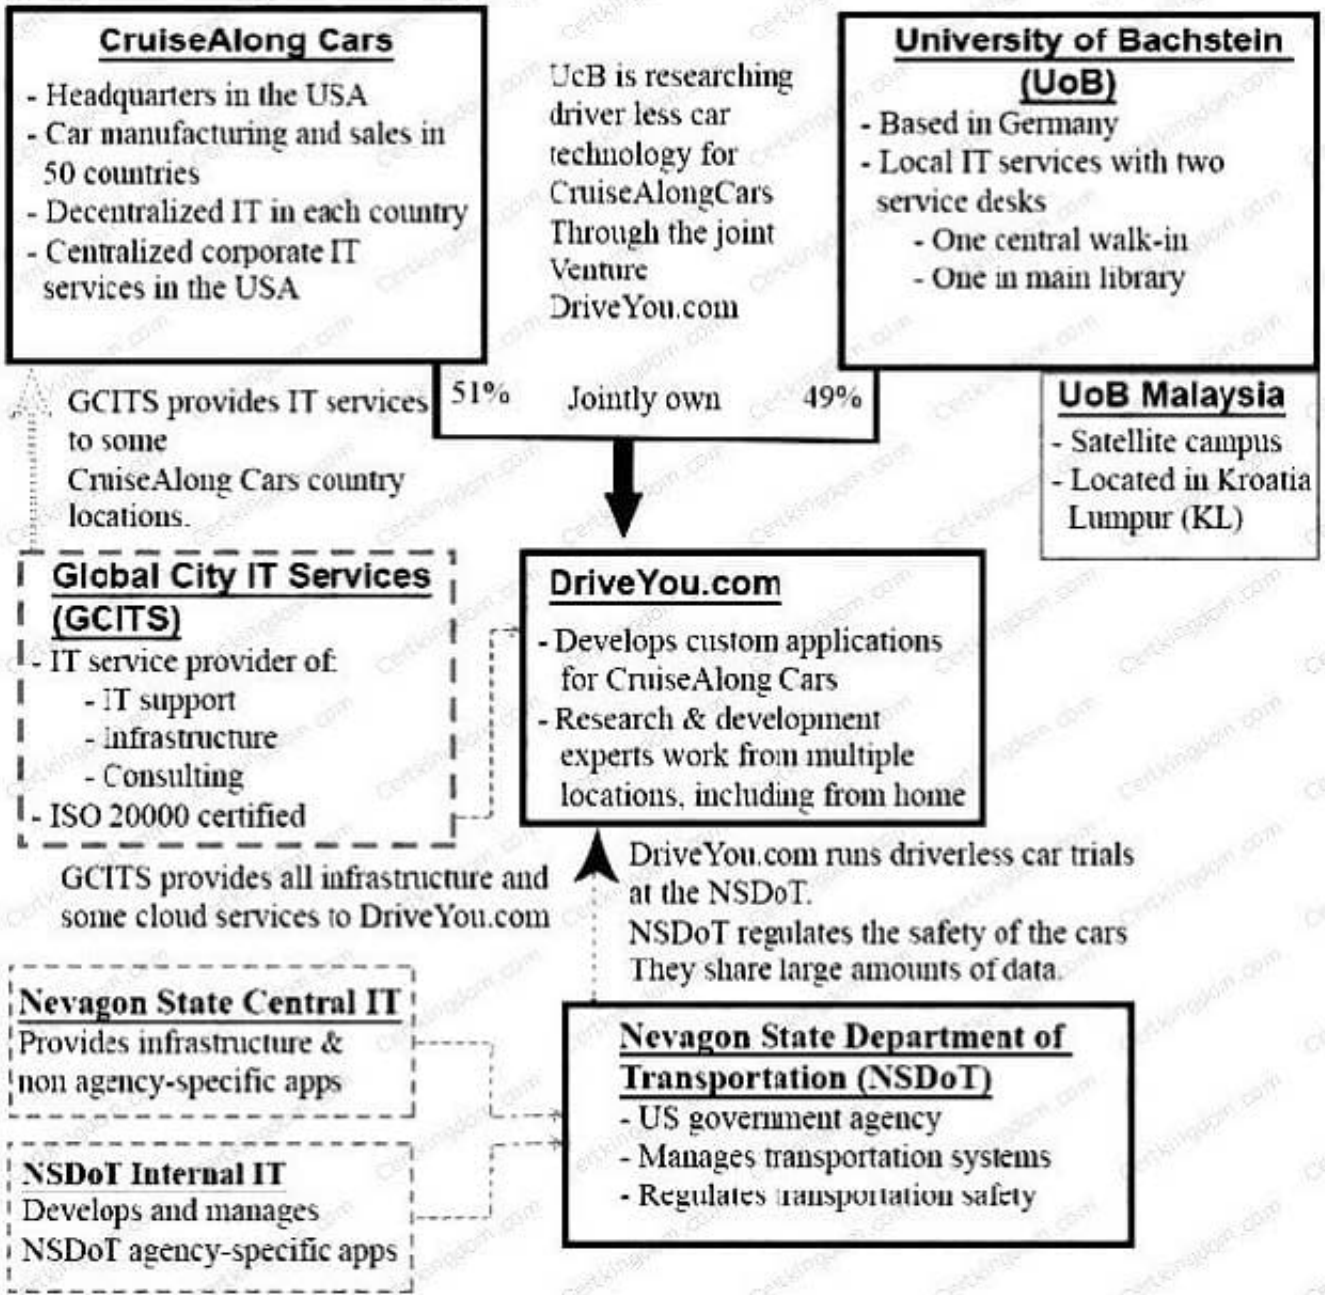 CruiseAlong Cars
- Headquarters in the USA
- Car manufacturing and sales in
50 countries
- Decentralized IT in each country
- Centralized corporate IT
services in the USA
UcB is researching
driver less car
technology for
CruiseAlongCars
Through the joint
Venture
DriveYou.com
University of Bachstein
(UoB)
- Based in Germany
- Local IT services with two
service desks
- One central walk-in
- One in main library
51% Jointly own 49%
UoB Malaysia
- Satellite campus
- Located in Kroatia
Lumpur (KL)
GCITS provides IT services
to some
CruiseAlong Cars country
locations.
Global City IT Services
(GCITS)
- IT service provider of:
- IT support
- Infrastructure
- Consulting
- ISO 20000 certified
DriveYou.com
- Develops custom applications
for CruiseAlong Cars
- Research & development
experts work from multiple
locations, including from home
GCITS provides all infrastructure and
some cloud services to DriveYou.com
DriveYou.com runs driverless car trials
at the NSDoT.
NSDoT regulates the safety of the cars
They share large amounts of data.
Nevagon State Central IT
Provides infrastructure &
non agency-specific apps
NSDoT Internal IT
Develops and manages
NSDoT agency-specific apps
Nevagon State Department of
Transportation (NSDoT)
- US government agency
- Manages transportation systems
- Regulates transportation safety
Certkingdom.com